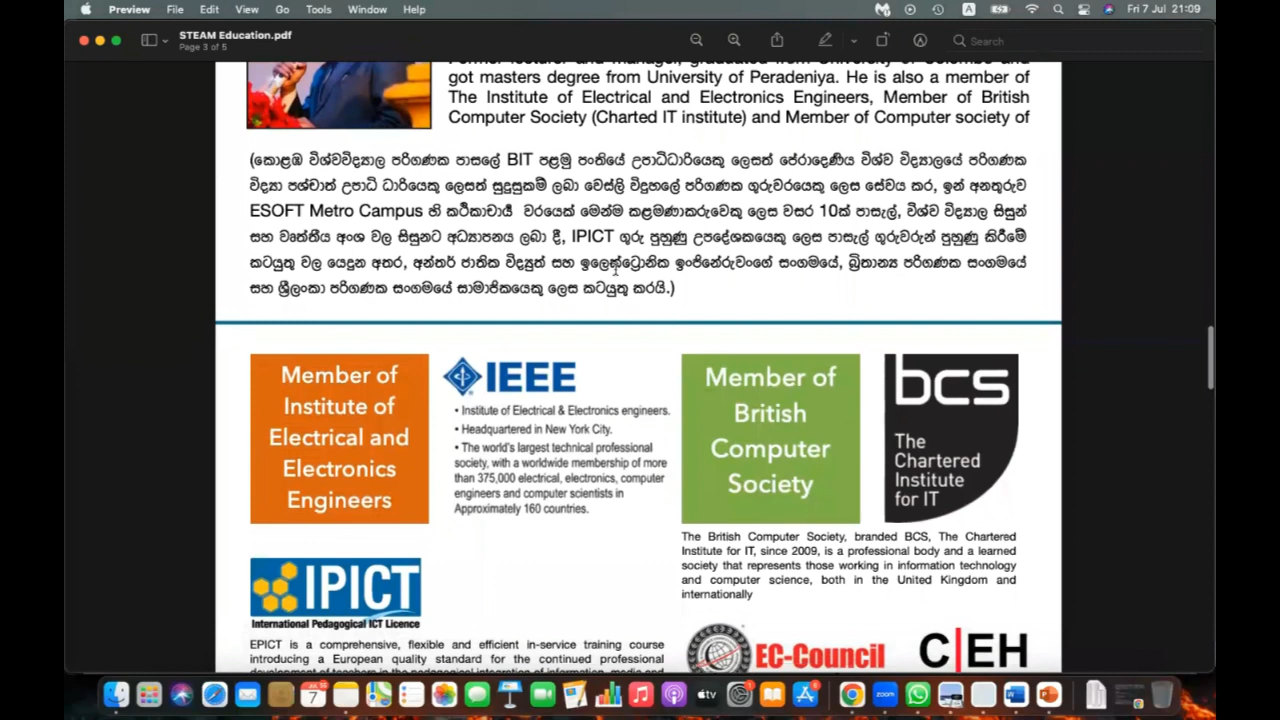 Preview File Edit View Go Tools Window Help A Fri 7 Jul 21:09
STEAM Education.pdf
Page 3 of 5
Search
got masters degree from University of Peradeniya. He is also a member of
The Institute of Electrical and Electronics Engineers, Member of British
Computer Society (Charted IT institute) and Member of Computer society of
(කොළඹ විශ්වවිද්‍යාල පරිගණක පාසලේ BIT පළමු පංතියේ උපාධිධාරියෙකු ලෙසත් පේරාදෙණිය විශ්ව විද්‍යාලයේ පරිගණක
විද්‍යා පශ්චාත් උපාධි ධාරියෙකු ලෙසත් සුදුසුකම් ලබා වෙස්ලි විදුහලේ පරිගණක ගුරුවරයෙකු ලෙස සේවය කර, ඉන් අනතුරුව
ESOFT Metro Campus හි කථිකාචාර්ය වරයෙක් මෙන්ම කළමණාකරුවෙකු ලෙස වසර 10ක් පාසැල්, විශ්ව විද්‍යාල සිසුන්
සහ වෘත්තීය අංශ වල සිසුනට අධ්‍යාපනය ලබා දී, IPICT ගුරු පුහුණු උපදේශකයෙකු ලෙස පාසැල් ගුරුවරුන් පුහුණු කිරීමේ
කටයුතු වල යෙදුන අතර, අන්තර් ජාතික විද්‍යුත් සහ ඉලෙක්ට්‍රොනික ඉංජිනේරුවංගේ සංගමයේ, බ්‍රිතාන්‍ය පරිගණක සංගමයේ
සහ ශ්‍රීලංකා පරිගණක සංගමයේ සාමාජිකයෙකු ලෙස කටයුතු කරයි.)
Member of
Institute of
Electrical and
Electronics
Engineers
IEEE
• Institute of Electrical & Electronics engineers.
• Headquartered in New York City.
• The world's largest technical professional
society, with a worldwide membership of more
than 375,000 electrical, electronics, computer
engineers and computer scientists in
Approximately 160 countries.
Member of
British
Computer
Society
bcs
The
Chartered
Institute
for IT
The British Computer Society, branded BCS, The Chartered
Institute for IT, since 2009, is a professional body and a learned
society that represents those working in information technology
and computer science, both in the United Kingdom and
internationally
IPICT
International Pedagogical ICT Licence
EPICT is a comprehensive, flexible and efficient in-service training course
introducing a European quality standard for the continued professional
EC-Council
C|EH
JUL
7
tv
zoom